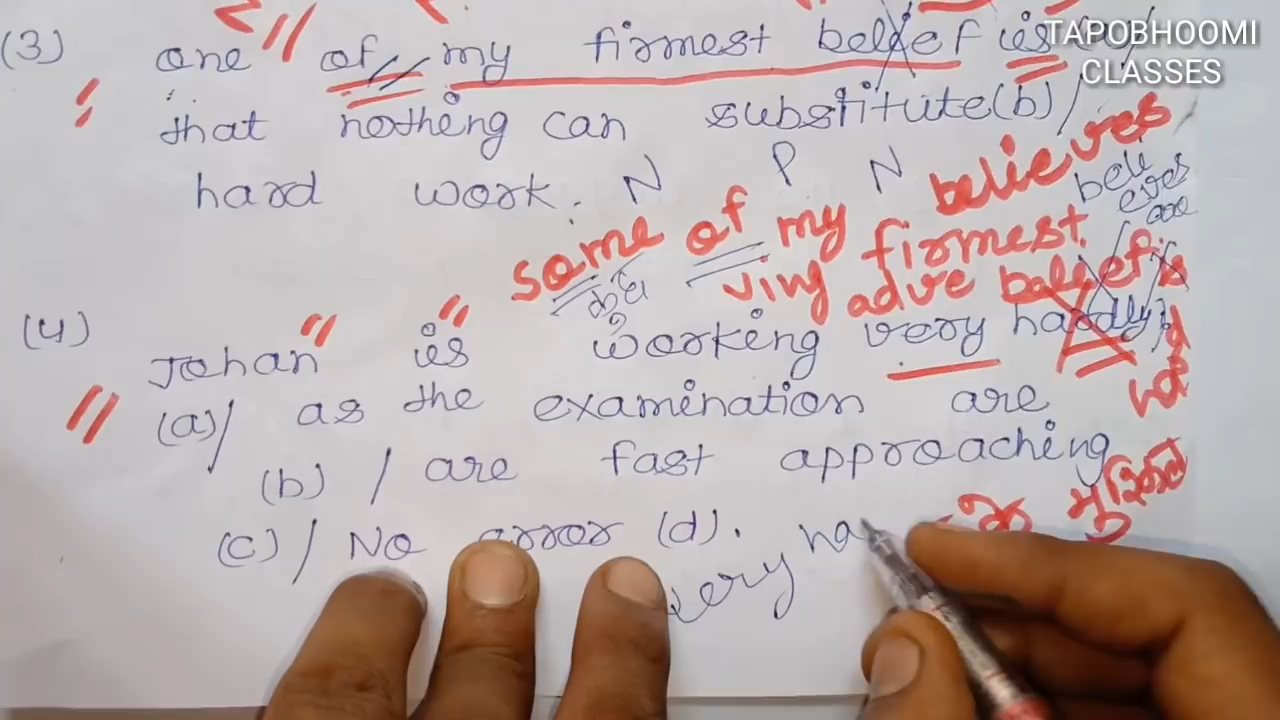 TAPOBHOOMI
CLASSES
(3) one of my firmest belief is
that nothing can substitute(b)/
hard work. N P N
believes
some of my firmest
ving adve
(4) Johan is working very hardly
(a)/ as the examination are
(b) / are fast approaching
(c)/ No error (d).
very ha